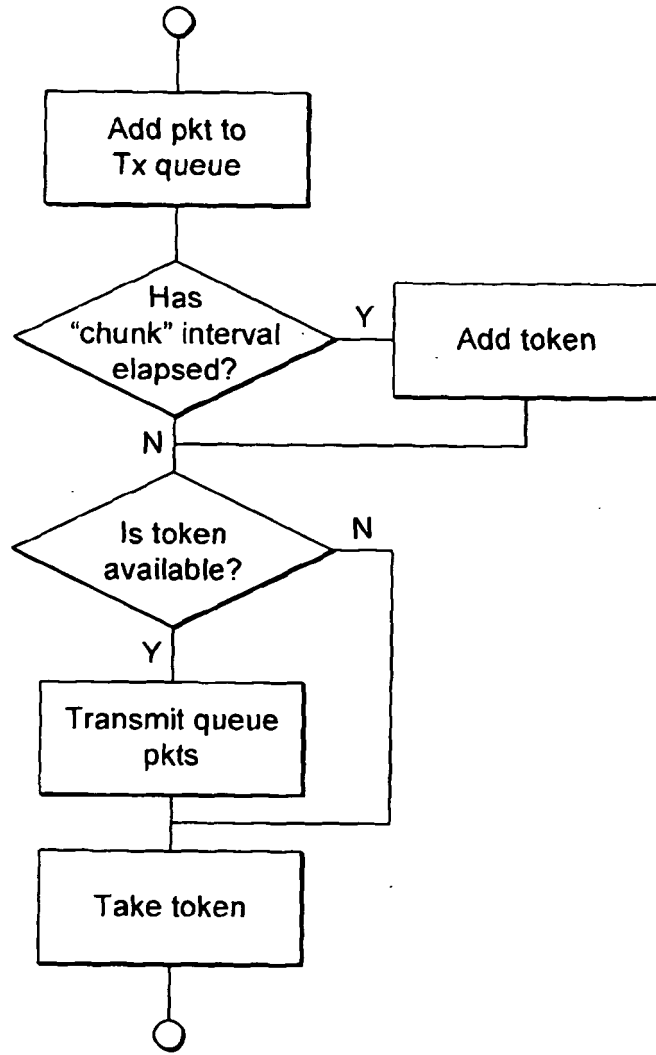 Add pkt to
Tx queue
Has
“chunk” interval
elapsed?
Y
Add token
N
Is token
available?
N
Y
Transmit queue
pkts
Take token